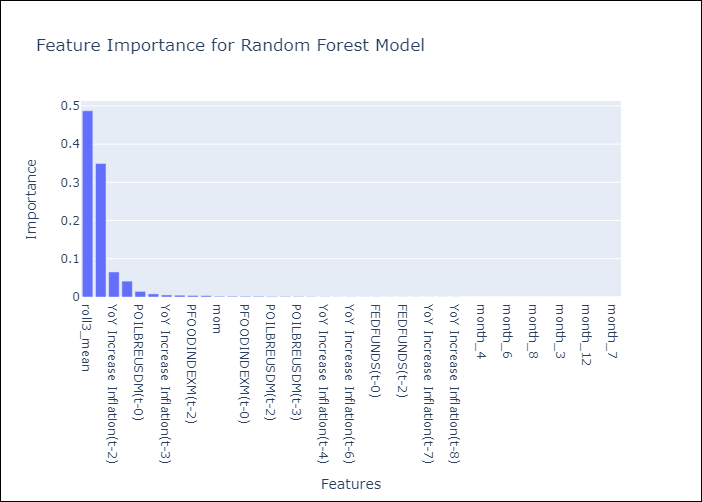 Feature Importance for Random Forest Model
0.5
0.4
0.3
0.2
0.1
0
Importance
roll3_mean
YoY Increase Inflation(t-2)
POILBREUSDM(t-0)
YoY Increase Inflation(t-3)
PFOODINDEXM(t-2)
mom
PFOODINDEXM(t-0)
POILBREUSDM(t-2)
POILBREUSDM(t-3)
YoY Increase Inflation(t-4)
YoY Increase Inflation(t-6)
FEDFUNDS(t-0)
FEDFUNDS(t-2)
YoY Increase Inflation(t-7)
YoY Increase Inflation(t-8)
month_4
month_6
month_8
month_3
month_12
month_7
Features